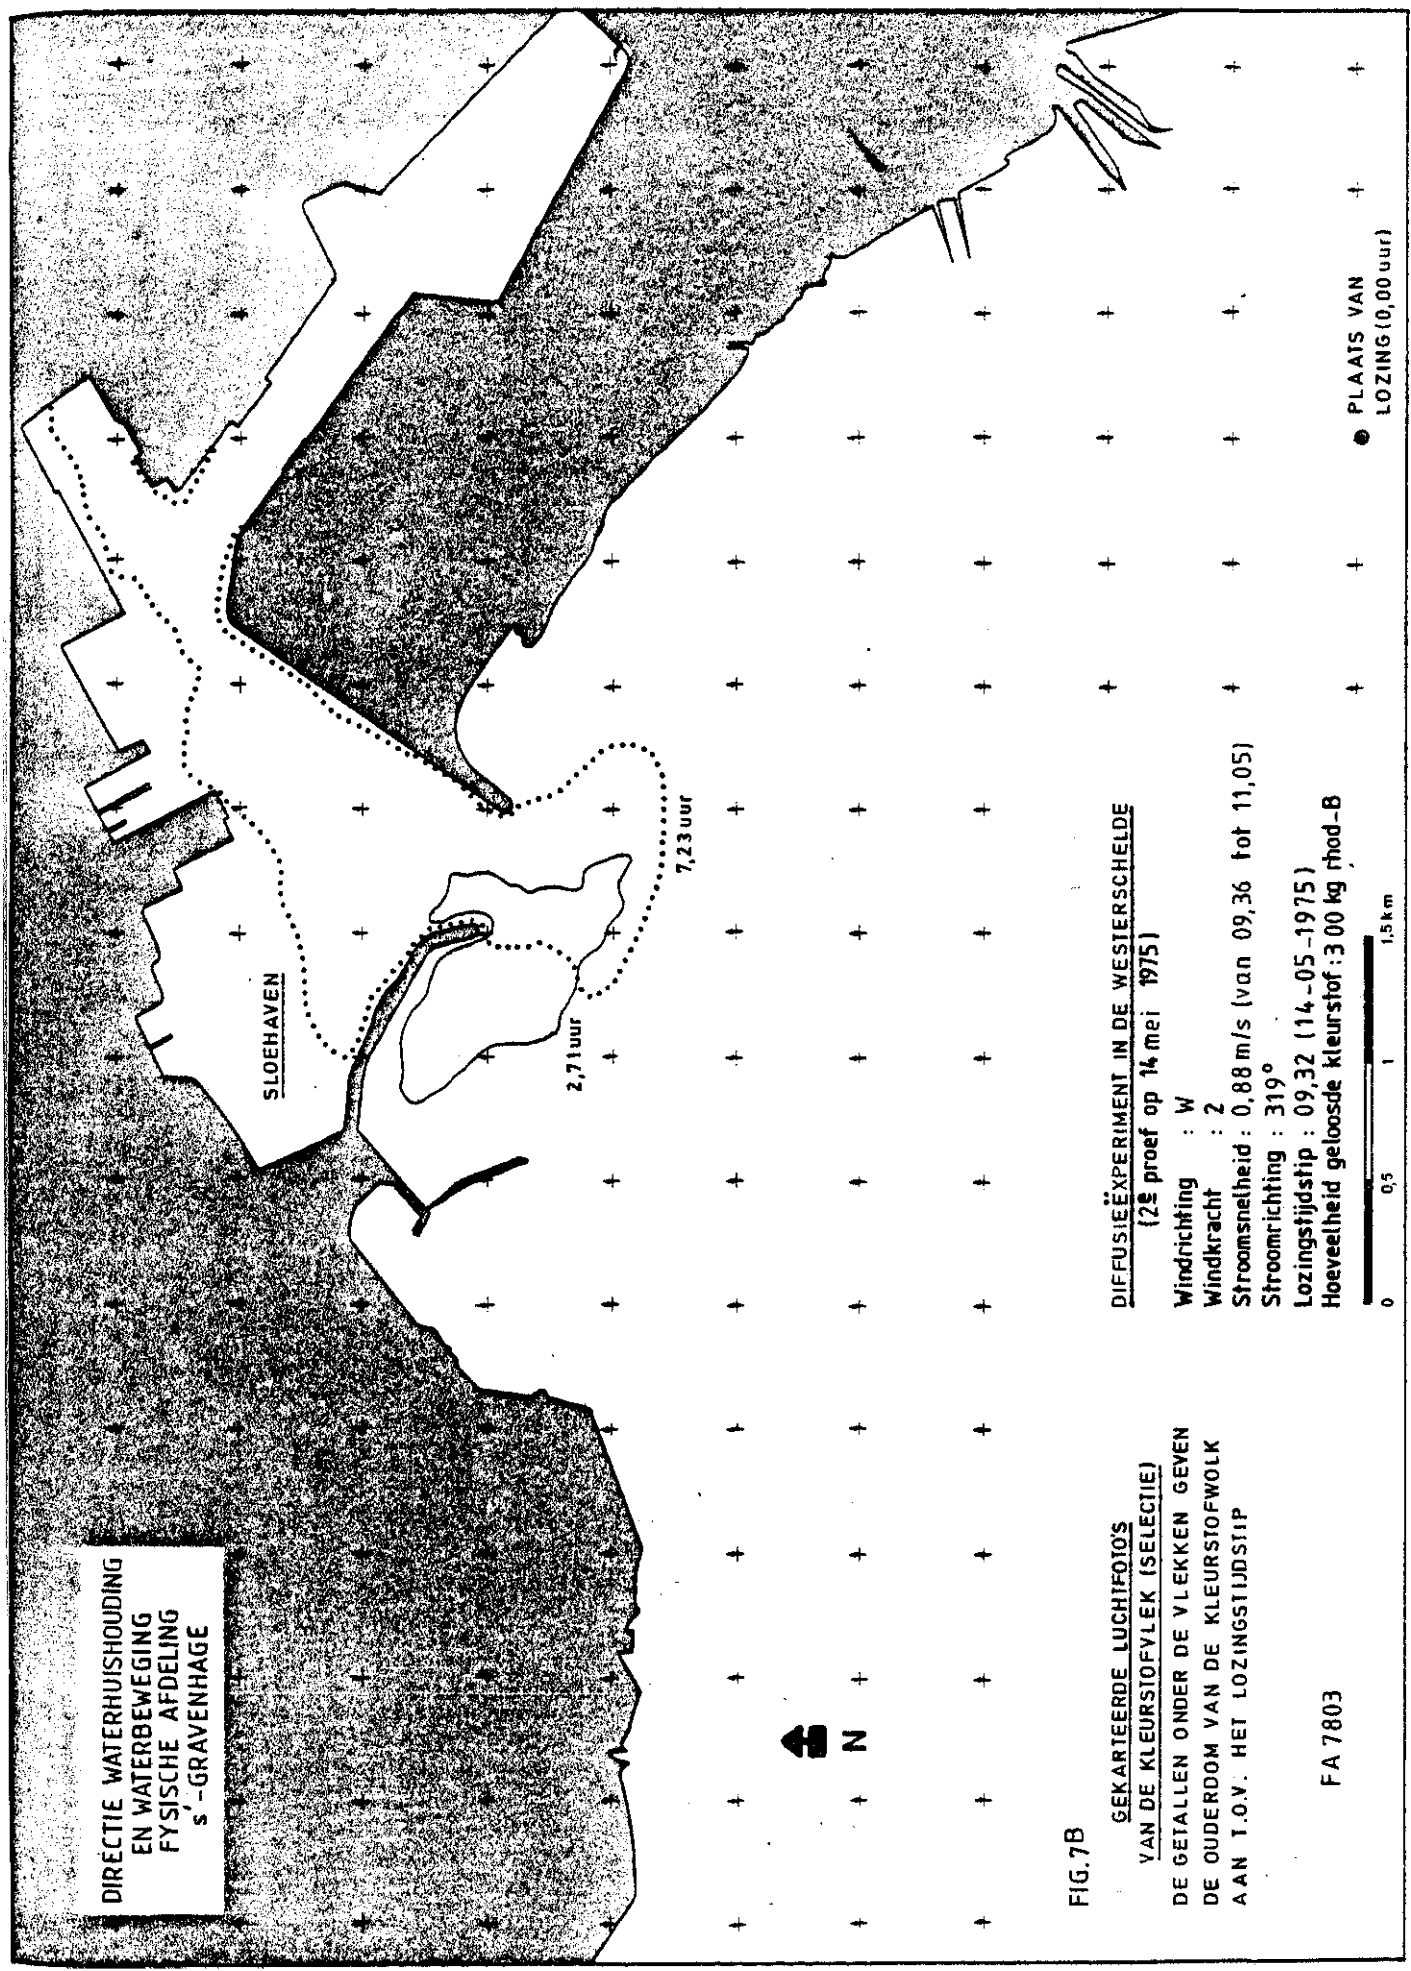 DIRECTIE WATERHUISHOUDING
EN WATERBEWEGING
FYSISCHE AFDELING
s'-GRAVENHAGE
SLOEHAVEN
2,71 uur
7,23 uur
N
PLAATS VAN
LOZING (0,00 uur)
FIG.7B
GEKARTEERDE LUCHTFOTO'S
VAN DE KLEURSTOFVLEK (SELECTIE)
DE GETALLEN ONDER DE VLEKKEN GEVEN
DE OUDERDOM VAN DE KLEURSTOFWOLK
AAN T.O.V. HET LOZINGSTIJDSTIP
FA 7803
DIFFUSIEËXPERIMENT IN DE WESTERSCHELDE
(2e proef op 14 mei 1975)
Windrichting : W
Windkracht : 2
Stroomsnelheid : 0,88 m/s (van 09,36 tot 11,05)
Stroomrichting : 319°
Lozingstijdstip : 09,32 (14-05-1975)
Hoeveelheid geloosde kleurstof : 300 kg rhod-B
0 0,5 1 1,5 km